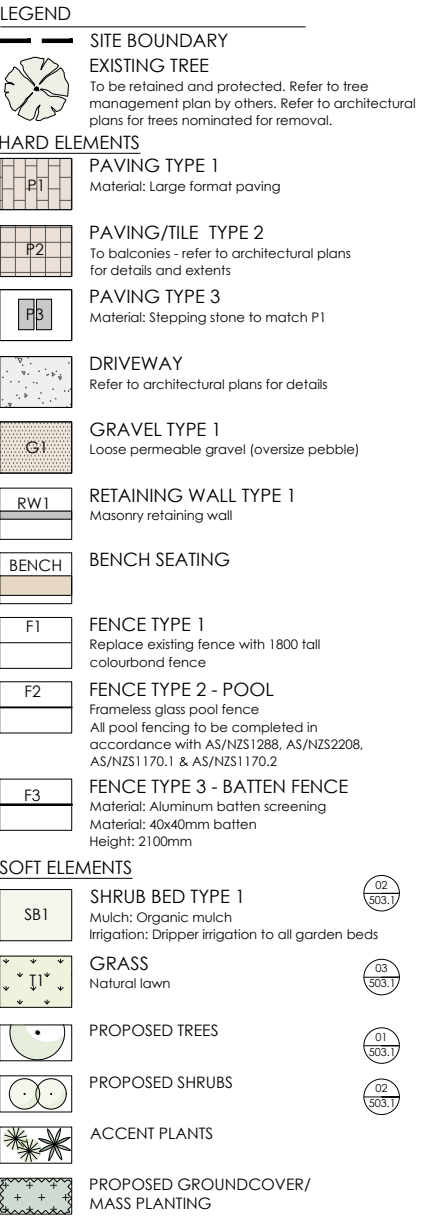 LEGEND
SITE BOUNDARY
EXISTING TREE
To be retained and protected. Refer to tree
management plan by others. Refer to architectural
plans for trees nominated for removal.
HARD ELEMENTS
P1
PAVING TYPE 1
Material: Large format paving
P2
PAVING/TILE TYPE 2
To balconies - refer to architectural plans
for details and extents
P3
PAVING TYPE 3
Material: Stepping stone to match P1
DRIVEWAY
Refer to architectural plans for details
G1
GRAVEL TYPE 1
Loose permeable gravel (oversize pebble)
RW1
RETAINING WALL TYPE 1
Masonry retaining wall
BENCH
BENCH SEATING
F1
FENCE TYPE 1
Replace existing fence with 1800 tall
colourbond fence
F2
FENCE TYPE 2 - POOL
Frameless glass pool fence
All pool fencing to be completed in
accordance with AS/NZS1288, AS/NZS2208,
AS/NZS1170.1 & AS/NZS1170.2
F3
FENCE TYPE 3 - BATTEN FENCE
Material: Aluminum batten screening
Material: 40x40mm batten
Height: 2100mm
SOFT ELEMENTS
SB1
SHRUB BED TYPE 1
Mulch: Organic mulch
Irrigation: Dripper irrigation to all garden beds
02
503.1
T1
GRASS
Natural lawn
03
503.1
PROPOSED TREES
01
503.1
PROPOSED SHRUBS
02
503.1
ACCENT PLANTS
PROPOSED GROUNDCOVER/
MASS PLANTING